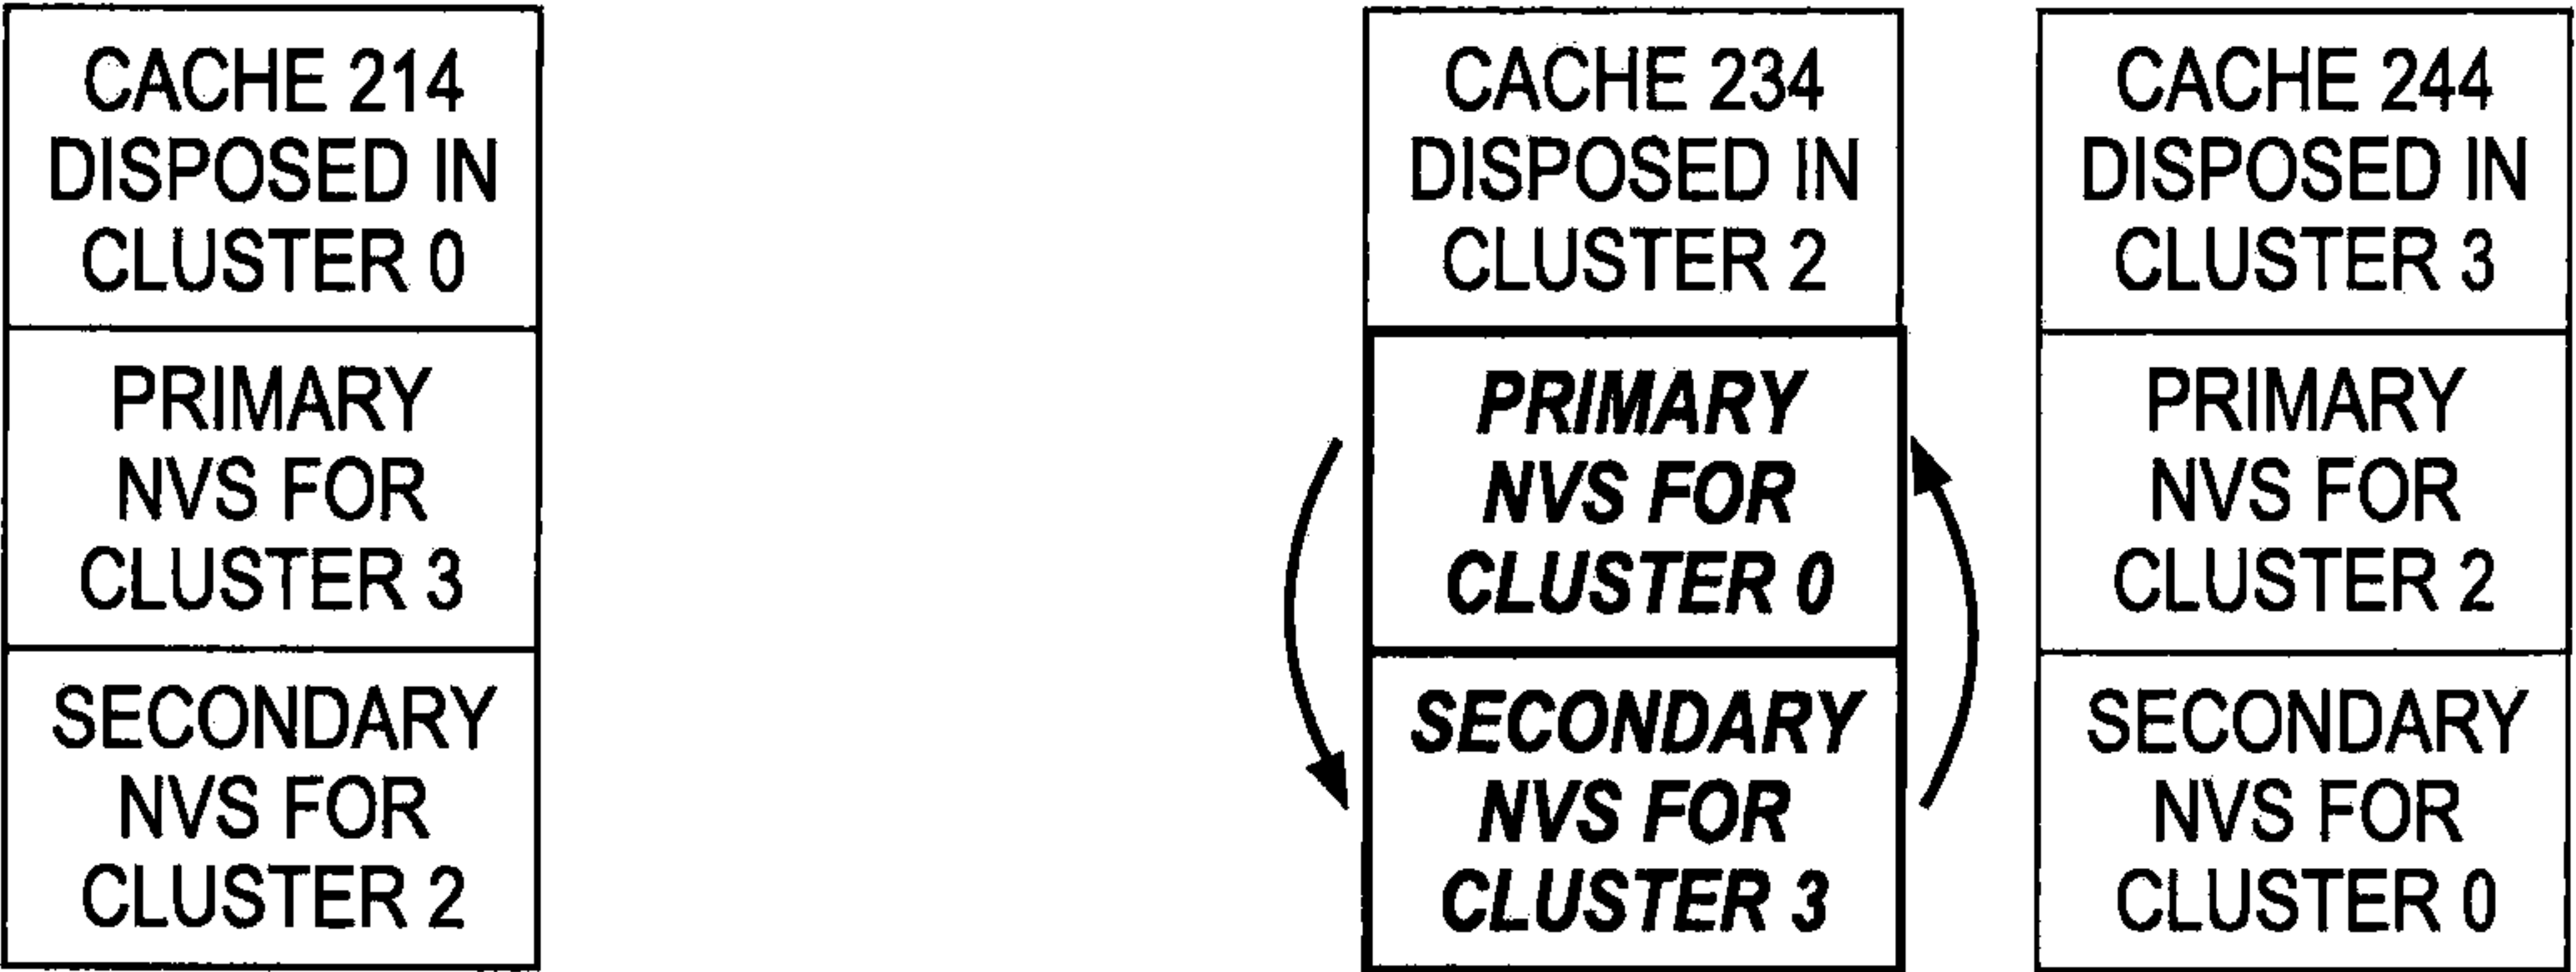 CACHE 214
DISPOSED IN
CLUSTER 0
PRIMARY
NVS FOR
CLUSTER 3
SECONDARY
NVS FOR
CLUSTER 2
CACHE 234
DISPOSED IN
CLUSTER 2
PRIMARY
NVS FOR
CLUSTER 0
SECONDARY
NVS FOR
CLUSTER 3
CACHE 244
DISPOSED IN
CLUSTER 3
PRIMARY
NVS FOR
CLUSTER 2
SECONDARY
NVS FOR
CLUSTER 0